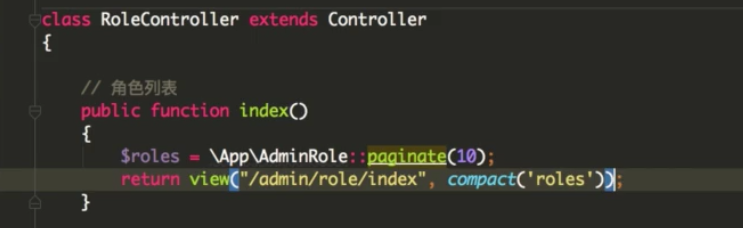 class RoleController extends Controller
{
// 角色列表
public function index()
{
$roles = \App\AdminRole::paginate(10);
return view("/admin/role/index", compact('roles'));
}